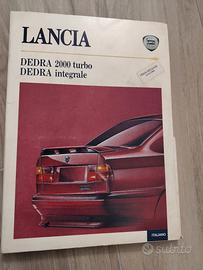 LANCIA
DEDRA 2000 turbo
DEDRA integrale
ITALIANO
subito